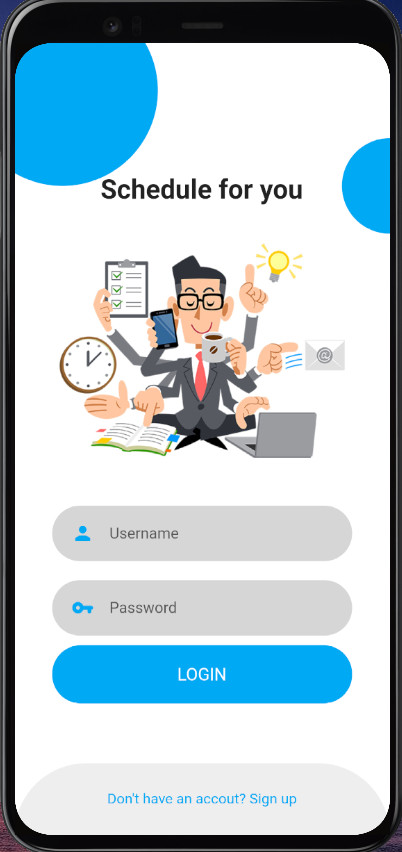 Schedule for you
@
Username
Password
LOGIN
Don't have an accout? Sign up